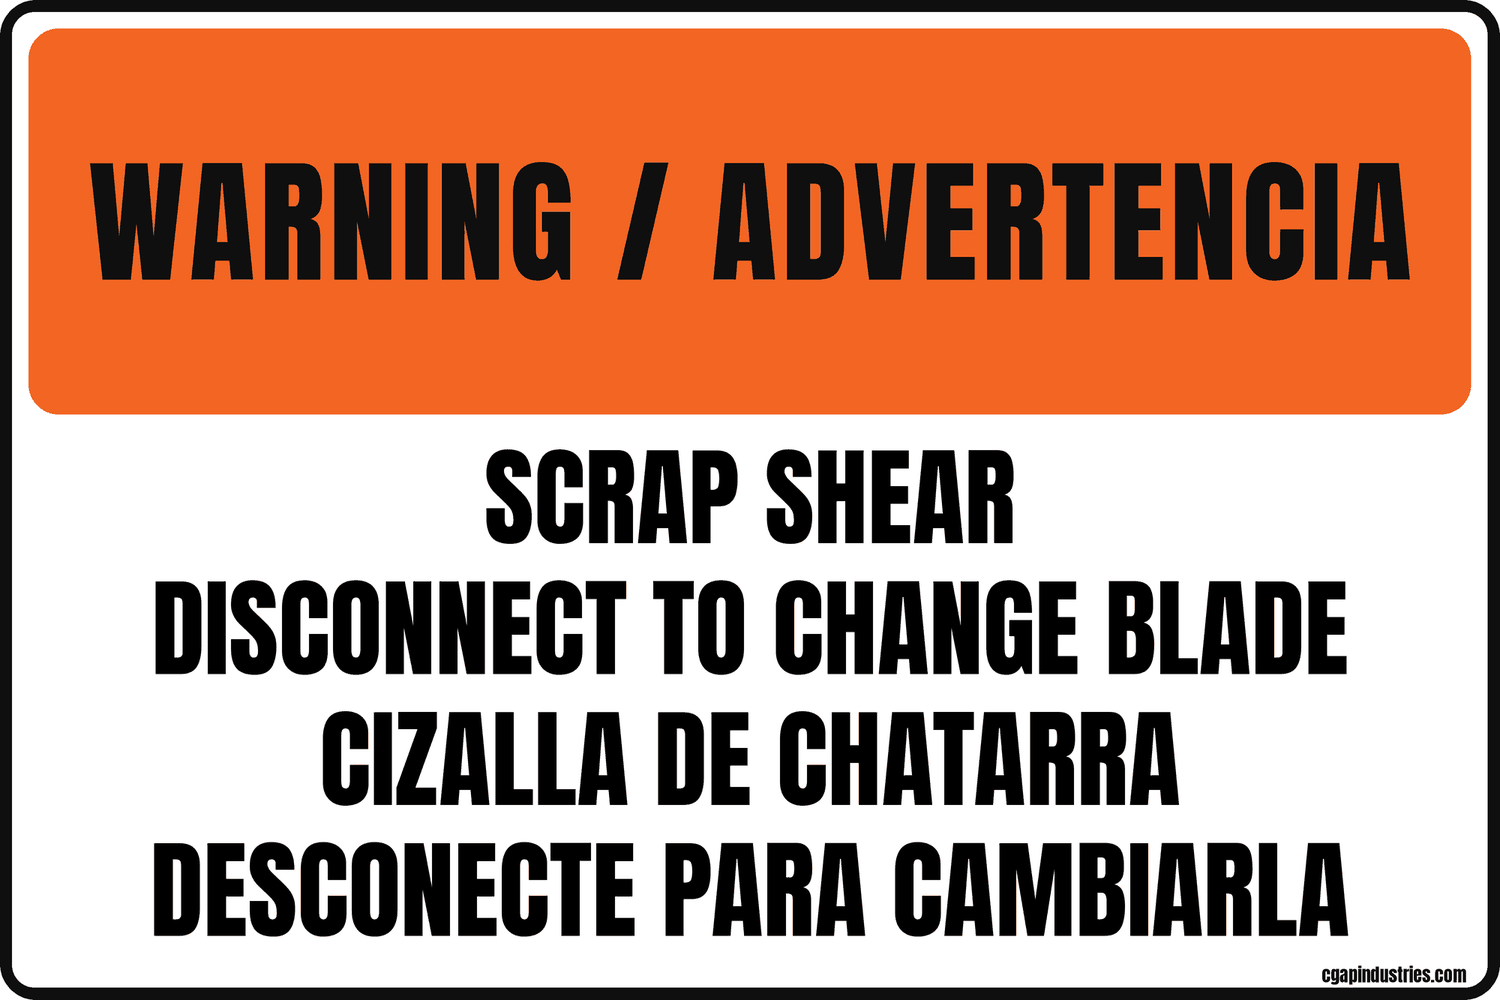 WARNING / ADVERTENCIA
SCRAP SHEAR
DISCONNECT TO CHANGE BLADE
CIZALLA DE CHATARRA
DESCONECTE PARA CAMBIARLA
cgapindustries.com